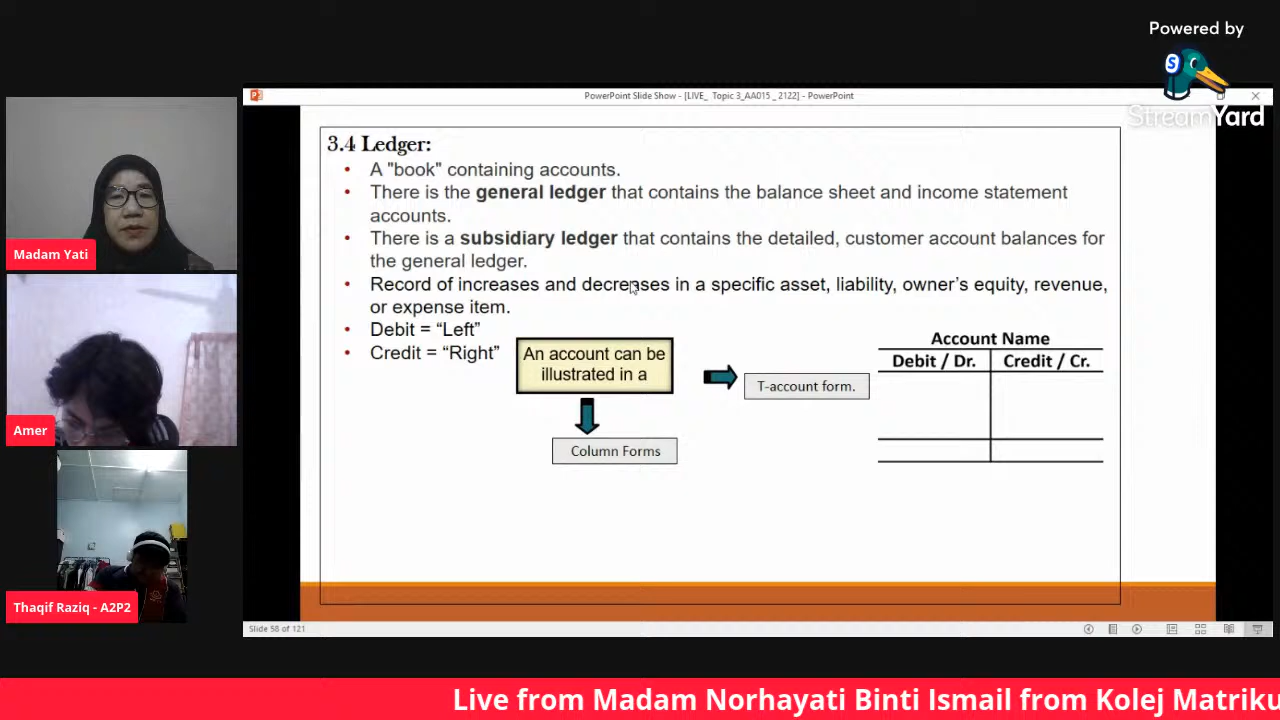 Powered by
StreamYard
PowerPoint Slide Show - [LIVE_ Topic 3_AA015 _ 2122] - PowerPoint
3.4 Ledger:
• A "book" containing accounts.
• There is the general ledger that contains the balance sheet and income statement
accounts.
• There is a subsidiary ledger that contains the detailed, customer account balances for
the general ledger.
• Record of increases and decreases in a specific asset, liability, owner’s equity, revenue,
or expense item.
• Debit = “Left”
• Credit = “Right”
An account can be
illustrated in a
T-account form.
Column Forms
Account Name
Debit / Dr. Credit / Cr.
Slide 58 of 121
Madam Yati
Amer
Thaqif Raziq - A2P2
Live from Madam Norhayati Binti Ismail from Kolej Matriku